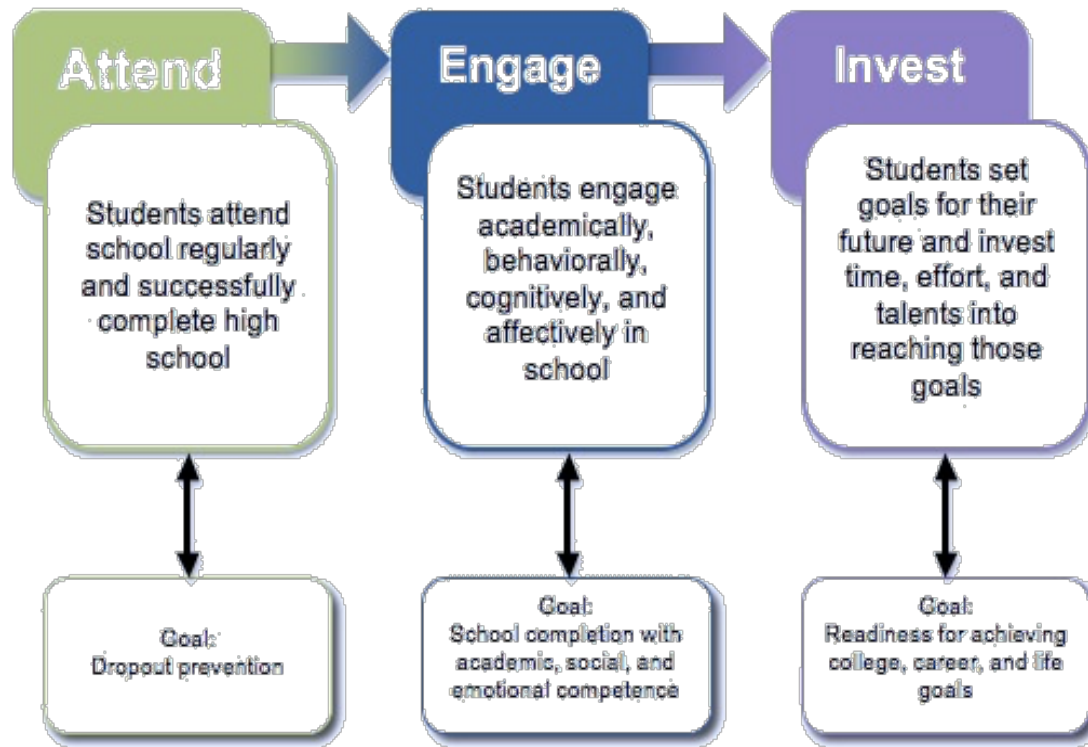 Attend
Engage
Invest
Students attend
school regularly
and successfully
complete high
school
Students engage
academically,
behaviorally,
cognitively, and
affectively in
school
Students set
goals for their
future and invest
time, effort, and
talents into
reaching those
goals
Goal:
Dropout prevention
Goal:
School completion with
academic, social, and
emotional competence
Goal:
Readiness for achieving
college, career, and life
goals